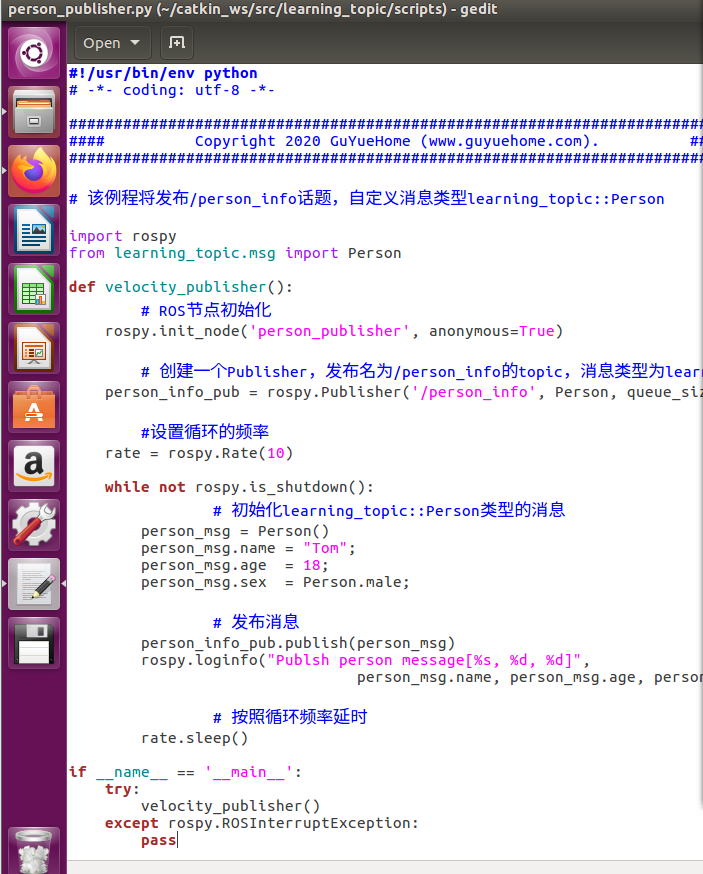 person_publisher.py (~/catkin_ws/src/learning_topic/scripts) - gedit
Open
#!/usr/bin/env python
# -*- coding: utf-8 -*-
########################################################################
####          Copyright 2020 GuYueHome (www.guyuehome.com).          ##
########################################################################
# 该例程将发布/person_info话题，自定义消息类型learning_topic::Person
import rospy
from learning_topic.msg import Person
def velocity_publisher():
        # ROS节点初始化
    rospy.init_node('person_publisher', anonymous=True)
        # 创建一个Publisher，发布名为/person_info的topic，消息类型为lear
    person_info_pub = rospy.Publisher('/person_info', Person, queue_siz
        #设置循环的频率
    rate = rospy.Rate(10)
    while not rospy.is_shutdown():
                # 初始化learning_topic::Person类型的消息
        person_msg = Person()
        person_msg.name = "Tom";
        person_msg.age  = 18;
        person_msg.sex  = Person.male;
                # 发布消息
        person_info_pub.publish(person_msg)
        rospy.loginfo("Publsh person message[%s, %d, %d]",
                                person_msg.name, person_msg.age, person
                # 按照循环频率延时
        rate.sleep()
if __name__ == '__main__':
    try:
        velocity_publisher()
    except rospy.ROSInterruptException:
        pass